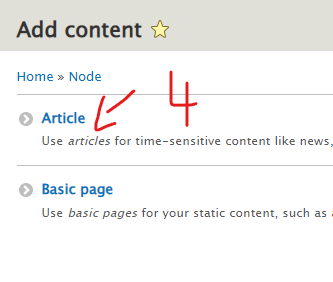 Add content
Home » Node
4
Article
Use articles for time-sensitive content like news,
Basic page
Use basic pages for your static content, such as